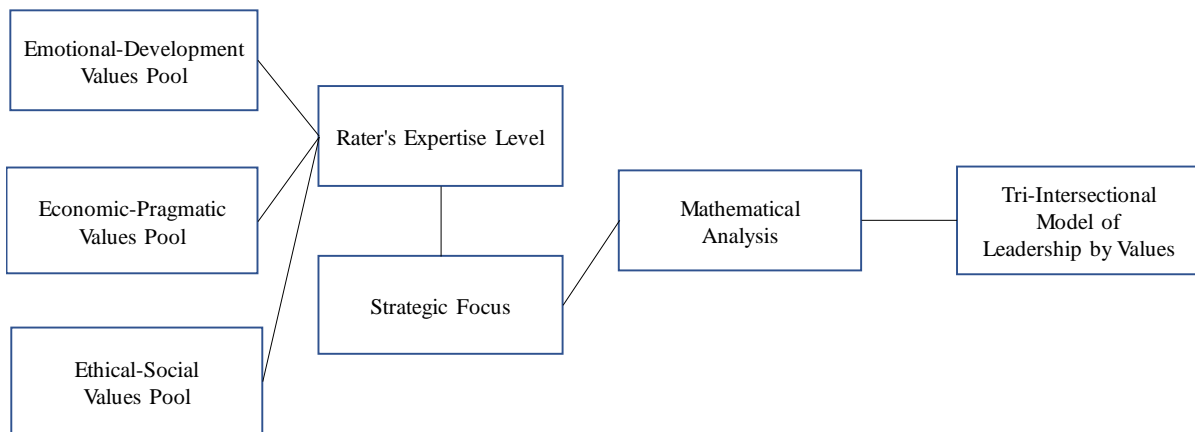 Emotional-Development
Values Pool
Economic-Pragmatic
Values Pool
Ethical-Social
Values Pool
Rater's Expertise Level
Strategic Focus
Mathematical
Analysis
Tri-Intersectional
Model of
Leadership by Values